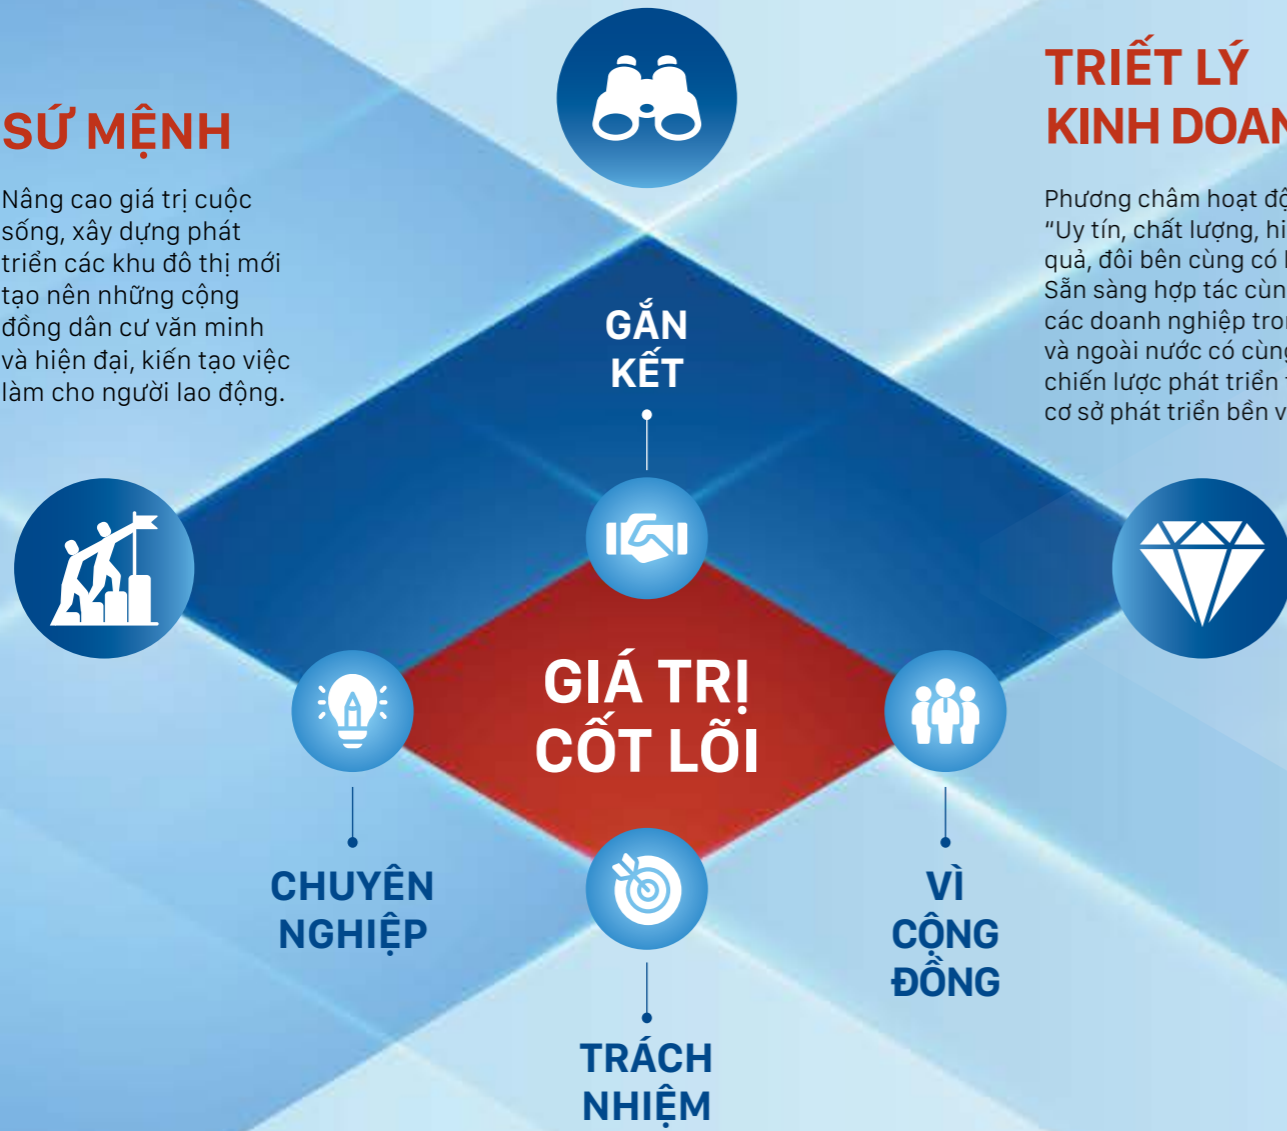 SỨ MỆNH
Nâng cao giá trị cuộc
sống, xây dựng phát
triển các khu đô thị mới
tạo nên những cộng
đồng dân cư văn minh
và hiện đại, kiến tạo việc
làm cho người lao động.
TRIẾT LÝ
KINH DOAN
Phương châm hoạt độ
“Uy tín, chất lượng, hi
quả, đôi bên cùng có
Sẵn sàng hợp tác cùn
các doanh nghiệp tron
và ngoài nước có cùng
chiến lược phát triển
cơ sở phát triển bền v
GẮN
KẾT
GIÁ TRỊ
CỐT LÕI
CHUYÊN
NGHIỆP
VÌ
CỘNG
ĐỒNG
TRÁCH
NHIỆM